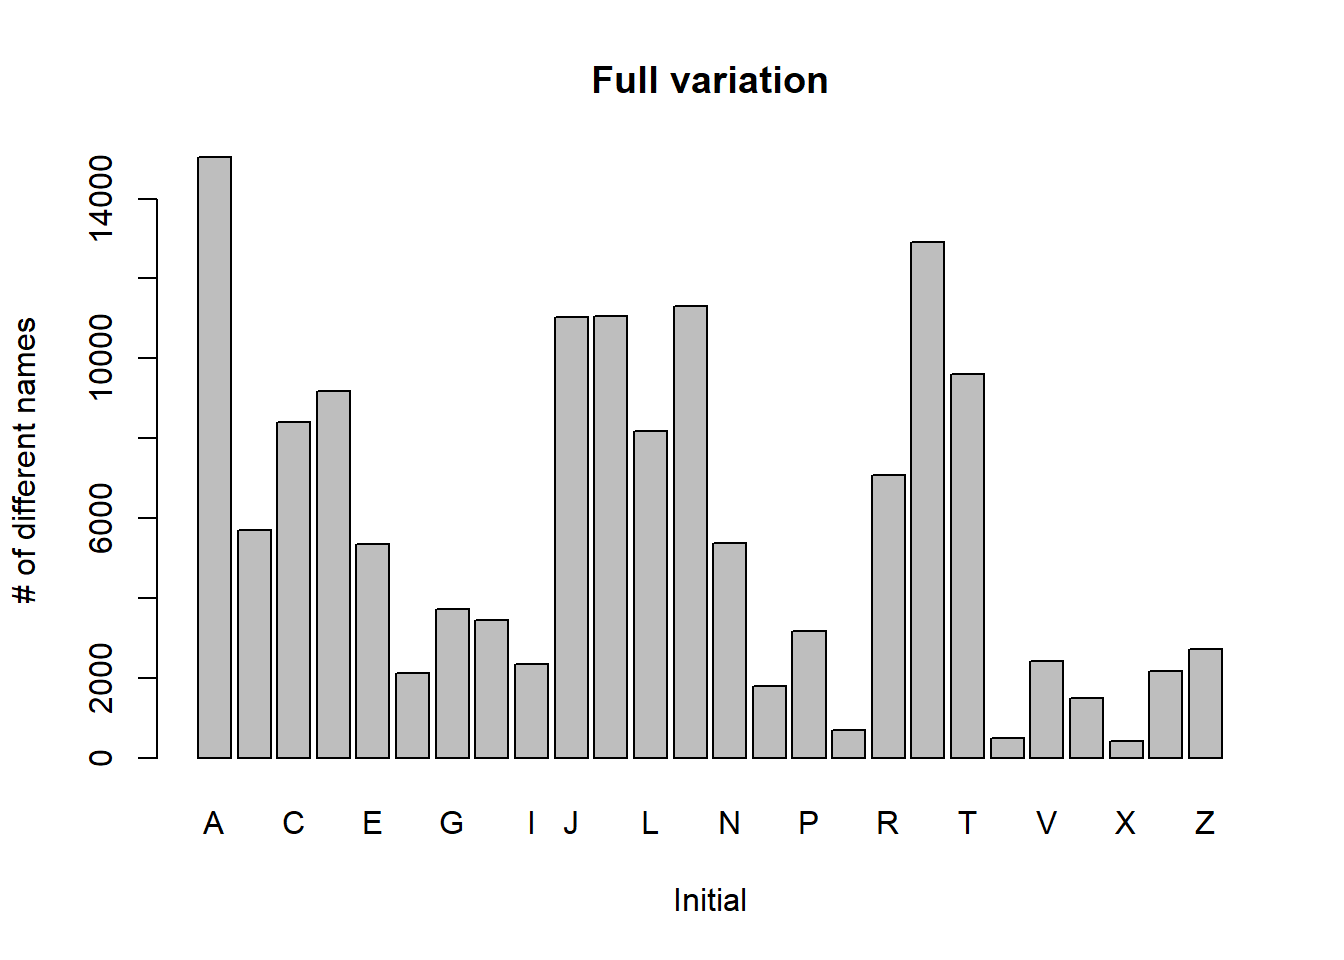 Full variation
# of different names
14000
10000
6000
2000
0
A C E G I J L N P R T V X Z
Initial